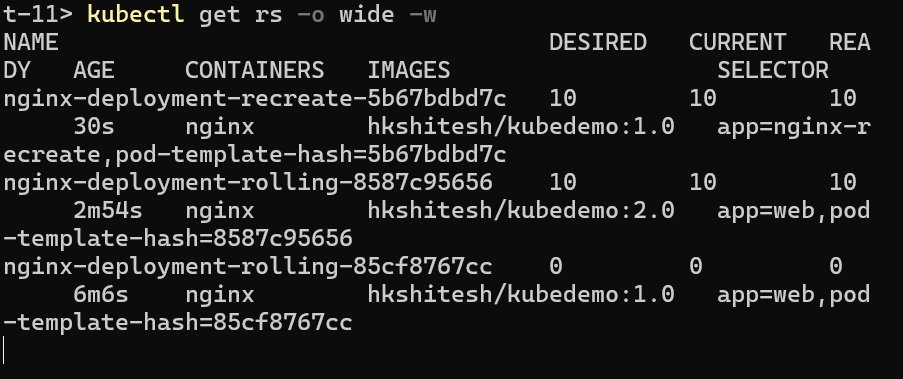 t-11> kubectl get rs -o wide -w
NAME                                   DESIRED   CURRENT   REA
DY   AGE     CONTAINERS   IMAGES                   SELECTOR
nginx-deployment-recreate-5b67bdbd7c   10        10        10
     30s     nginx        hkshitesh/kubedemo:1.0   app=nginx-r
ecreate,pod-template-hash=5b67bdbd7c
nginx-deployment-rolling-8587c95656    10        10        10
     2m54s   nginx        hkshitesh/kubedemo:2.0   app=web,pod
-template-hash=8587c95656
nginx-deployment-rolling-85cf8767cc    0         0         0
     6m6s    nginx        hkshitesh/kubedemo:1.0   app=web,pod
-template-hash=85cf8767cc